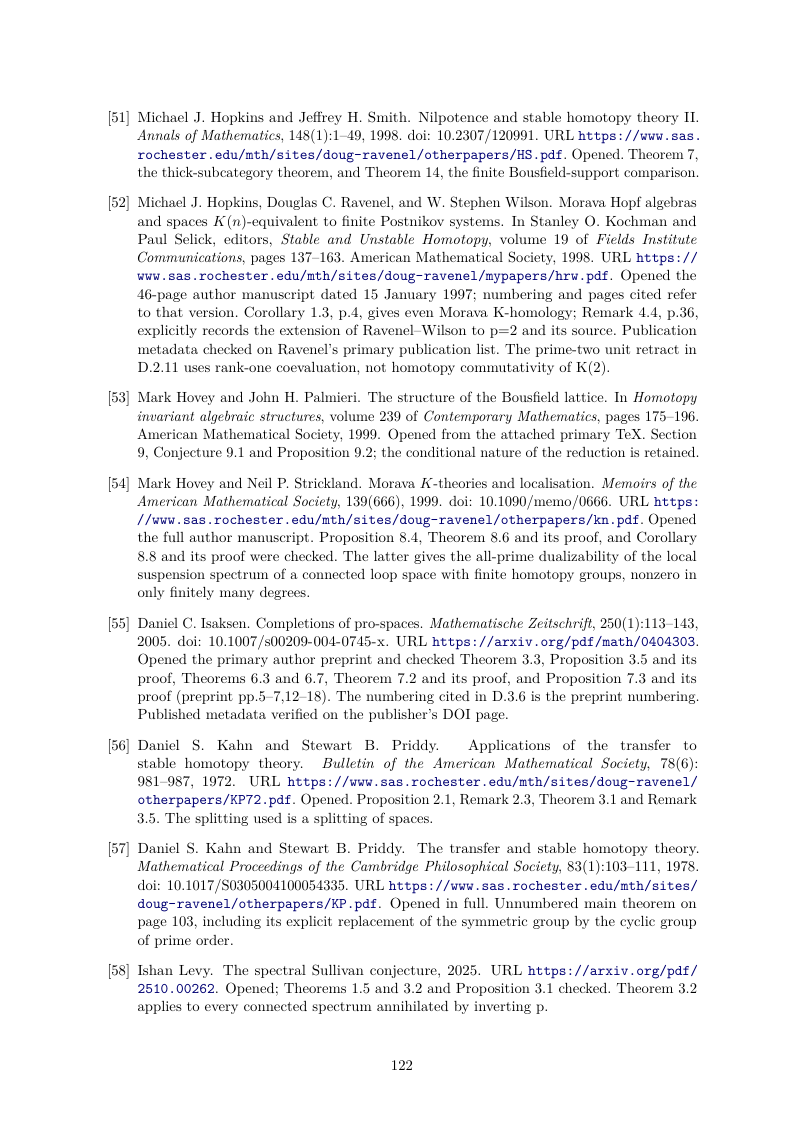 [51] Michael J. Hopkins and Jeffrey H. Smith. Nilpotence and stable homotopy theory II.
Annals of Mathematics, 148(1):1–49, 1998. doi: 10.2307/120991. URL https://www.sas.
rochester.edu/mth/sites/doug-ravenel/otherpapers/HS.pdf. Opened. Theorem 7,
the thick-subcategory theorem, and Theorem 14, the finite Bousfield-support comparison.
[52] Michael J. Hopkins, Douglas C. Ravenel, and W. Stephen Wilson. Morava Hopf algebras
and spaces K(n)-equivalent to finite Postnikov systems. In Stanley O. Kochman and
Paul Selick, editors, Stable and Unstable Homotopy, volume 19 of Fields Institute
Communications, pages 137–163. American Mathematical Society, 1998. URL https://
www.sas.rochester.edu/mth/sites/doug-ravenel/mypapers/hrw.pdf. Opened the
46-page author manuscript dated 15 January 1997; numbering and pages cited refer
to that version. Corollary 1.3, p.4, gives even Morava K-homology; Remark 4.4, p.36,
explicitly records the extension of Ravenel–Wilson to p=2 and its source. Publication
metadata checked on Ravenel's primary publication list. The prime-two unit retract in
D.2.11 uses rank-one coevaluation, not homotopy commutativity of K(2).
[53] Mark Hovey and John H. Palmieri. The structure of the Bousfield lattice. In Homotopy
invariant algebraic structures, volume 239 of Contemporary Mathematics, pages 175–196.
American Mathematical Society, 1999. Opened from the attached primary TeX. Section
9, Conjecture 9.1 and Proposition 9.2; the conditional nature of the reduction is retained.
[54] Mark Hovey and Neil P. Strickland. Morava K-theories and localisation. Memoirs of the
American Mathematical Society, 139(666), 1999. doi: 10.1090/memo/0666. URL https:
//www.sas.rochester.edu/mth/sites/doug-ravenel/otherpapers/kn.pdf. Opened
the full author manuscript. Proposition 8.4, Theorem 8.6 and its proof, and Corollary
8.8 and its proof were checked. The latter gives the all-prime dualizability of the local
suspension spectrum of a connected loop space with finite homotopy groups, nonzero in
only finitely many degrees.
[55] Daniel C. Isaksen. Completions of pro-spaces. Mathematische Zeitschrift, 250(1):113–143,
2005. doi: 10.1007/s00209-004-0745-x. URL https://arxiv.org/pdf/math/0404303.
Opened the primary author preprint and checked Theorem 3.3, Proposition 3.5 and its
proof, Theorems 6.3 and 6.7, Theorem 7.2 and its proof, and Proposition 7.3 and its
proof (preprint pp.5–7,12–18). The numbering cited in D.3.6 is the preprint numbering.
Published metadata verified on the publisher's DOI page.
[56] Daniel S. Kahn and Stewart B. Priddy. Applications of the transfer to
stable homotopy theory. Bulletin of the American Mathematical Society, 78(6):
981–987, 1972. URL https://www.sas.rochester.edu/mth/sites/doug-ravenel/
otherpapers/KP72.pdf. Opened. Proposition 2.1, Remark 2.3, Theorem 3.1 and Remark
3.5. The splitting used is a splitting of spaces.
[57] Daniel S. Kahn and Stewart B. Priddy. The transfer and stable homotopy theory.
Mathematical Proceedings of the Cambridge Philosophical Society, 83(1):103–111, 1978.
doi: 10.1017/S0305004100054335. URL https://www.sas.rochester.edu/mth/sites/
doug-ravenel/otherpapers/KP.pdf. Opened in full. Unnumbered main theorem on
page 103, including its explicit replacement of the symmetric group by the cyclic group
of prime order.
[58] Ishan Levy. The spectral Sullivan conjecture, 2025. URL https://arxiv.org/pdf/
2510.00262. Opened; Theorems 1.5 and 3.2 and Proposition 3.1 checked. Theorem 3.2
applies to every connected spectrum annihilated by inverting p.
122